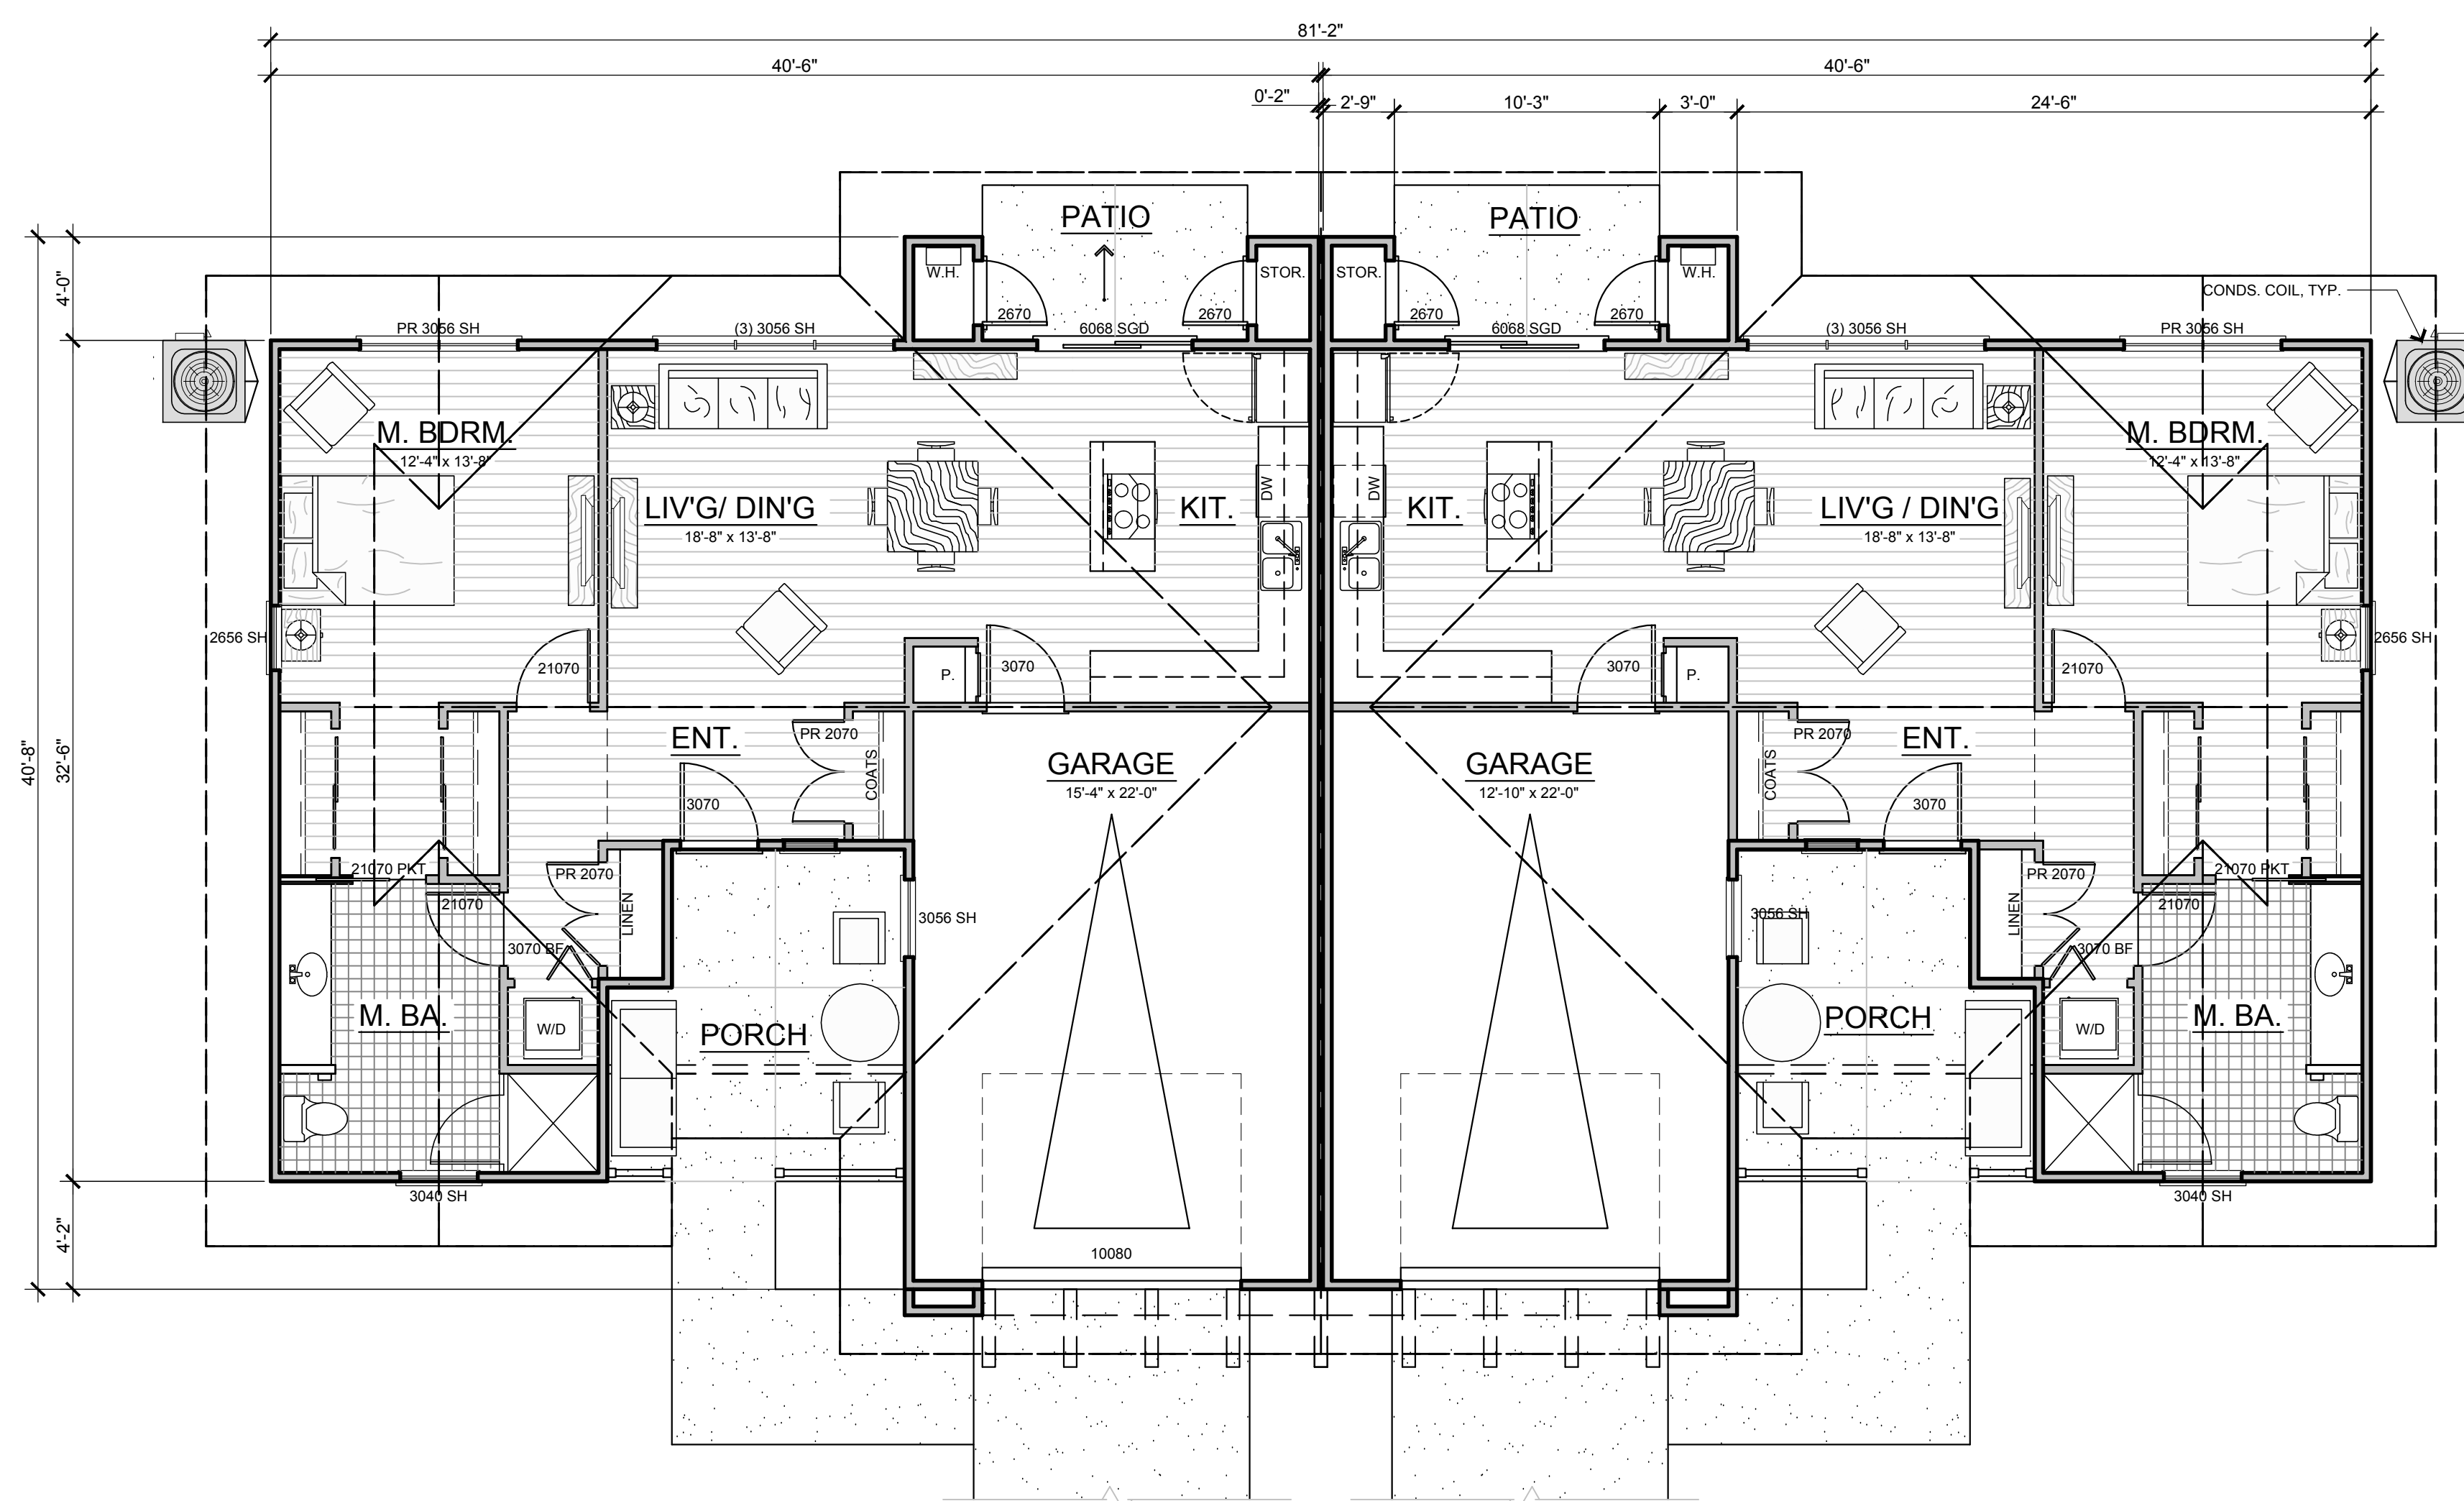 81'-2"
40'-6" 40'-6"
0'-2" 2'-9" 10'-3" 3'-0" 24'-6"
PATIO PATIO
W.H. STOR. STOR. W.H.
4'-0"
CONDS. COIL, TYP.
2670 2670 2670 2670
PR 3056 SH (3) 3056 SH 6068 SGD 6068 SGD (3) 3056 SH PR 3056 SH
M. BDRM. M. BDRM.
12'-4" x 13'-8" 12'-4" x 13'-8"
DW DW
LIV'G/ DIN'G KIT. KIT. LIV'G / DIN'G
18'-8" x 13'-8" 18'-8" x 13'-8"
2656 SH 2656 SH
21070 P. 3070 3070 P. 21070
40'-8" 32'-6"
ENT. PR 2070 PR 2070 ENT.
COATS COATS
GARAGE GARAGE
15'-4" x 22'-0" 12'-10" x 22'-0"
3070 3070
21070 PKT PR 2070 PR 2070 21070 PKT
21070 21070
LINEN 3056 SH 3056 SH LINEN
3070 BF 3070 BF
M. BA. W/D PORCH PORCH W/D M. BA.
3040 SH 3040 SH
4'-2"
10080